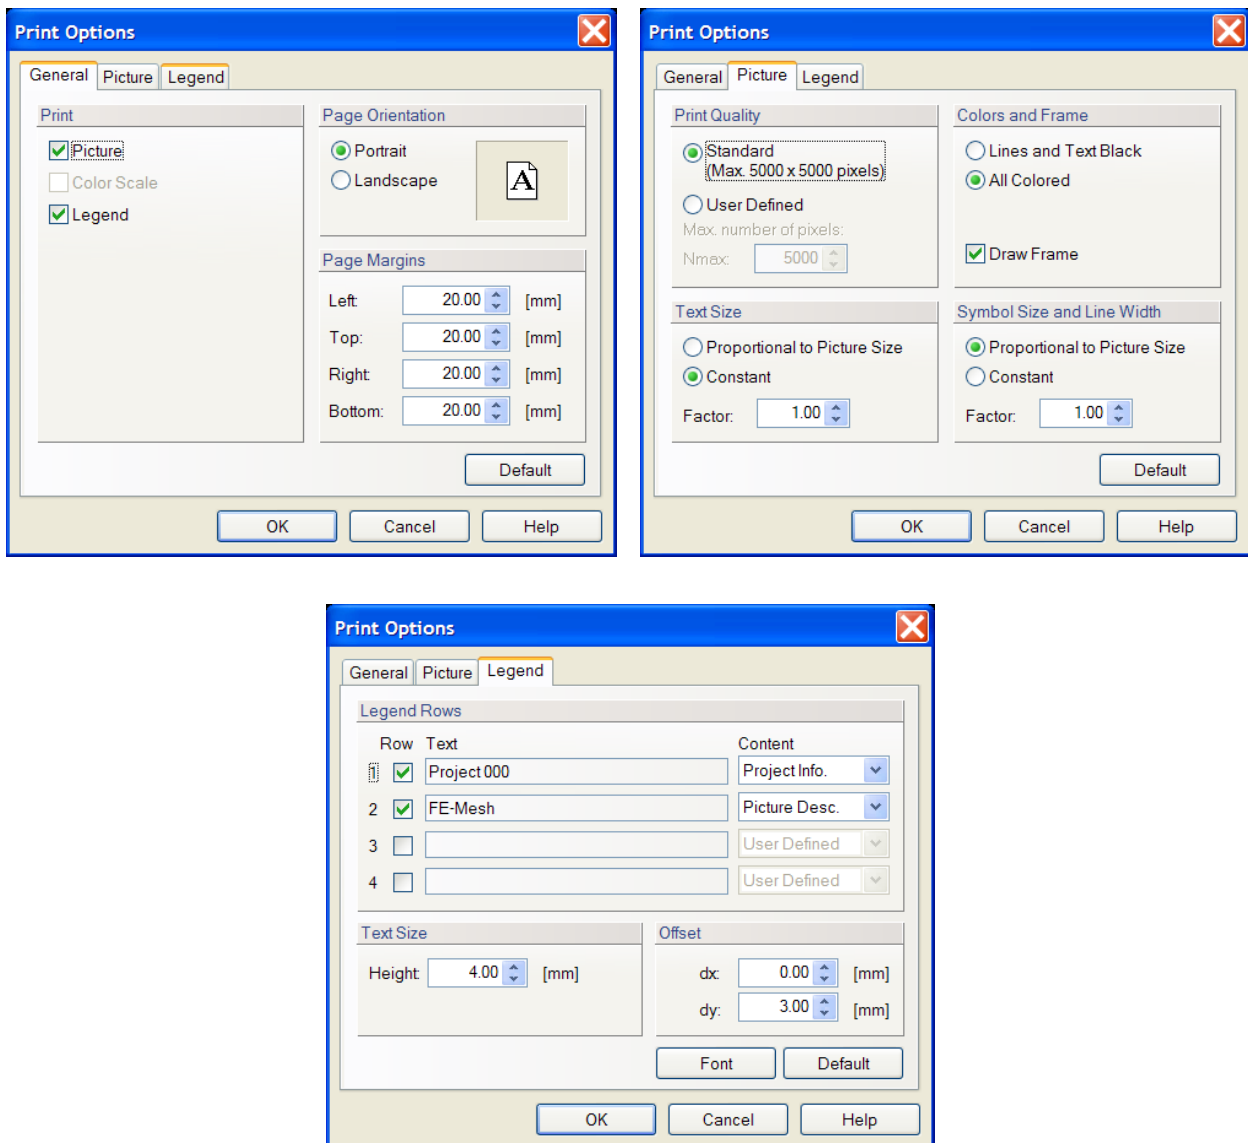 Print Options
General Picture Legend
Print
Picture
Color Scale
Legend
Page Orientation
Portrait
Landscape
A
Page Margins
Left: 20.00 [mm]
Top: 20.00 [mm]
Right: 20.00 [mm]
Bottom: 20.00 [mm]
Default
OK Cancel Help
Print Options
General Picture Legend
Print Quality
Standard
(Max. 5000 x 5000 pixels)
User Defined
Max. number of pixels:
Nmax: 5000
Colors and Frame
Lines and Text Black
All Colored
Draw Frame
Text Size
Proportional to Picture Size
Constant
Factor: 1.00
Symbol Size and Line Width
Proportional to Picture Size
Constant
Factor: 1.00
Default
OK Cancel Help
Print Options
General Picture Legend
Legend Rows
Row Text Content
1 Project 000 Project Info.
2 FE-Mesh Picture Desc.
3 User Defined
4 User Defined
Text Size
Height: 4.00 [mm]
Offset
dx: 0.00 [mm]
dy: 3.00 [mm]
Font Default
OK Cancel Help